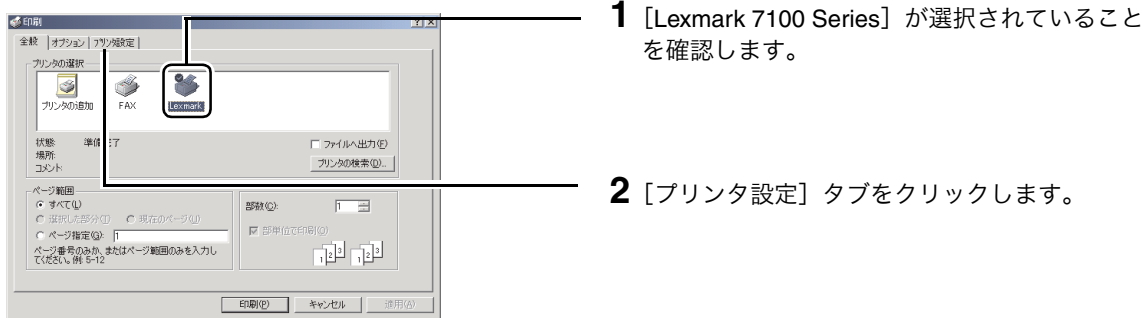 印刷
全般 オプション プリンタ設定
プリンタの選択
プリンタの追加 FAX Lexmark
状態: 準備完了
場所:
コメント:
ファイルへ出力(F)
プリンタの検索(D)...
ページ範囲
すべて(L)
選択した部分(T) 現在のページ(U)
ページ指定(G): 1
ページ番号のみか、またはページ範囲のみを入力し
てください。例: 5-12
部数(C): 1
部単位で印刷(O)
1 2 3 1 2 3
印刷(P) キャンセル 適用(A)
1 [Lexmark 7100 Series] が選択されていること
を確認します。
2 [プリンタ設定] タブをクリックします。